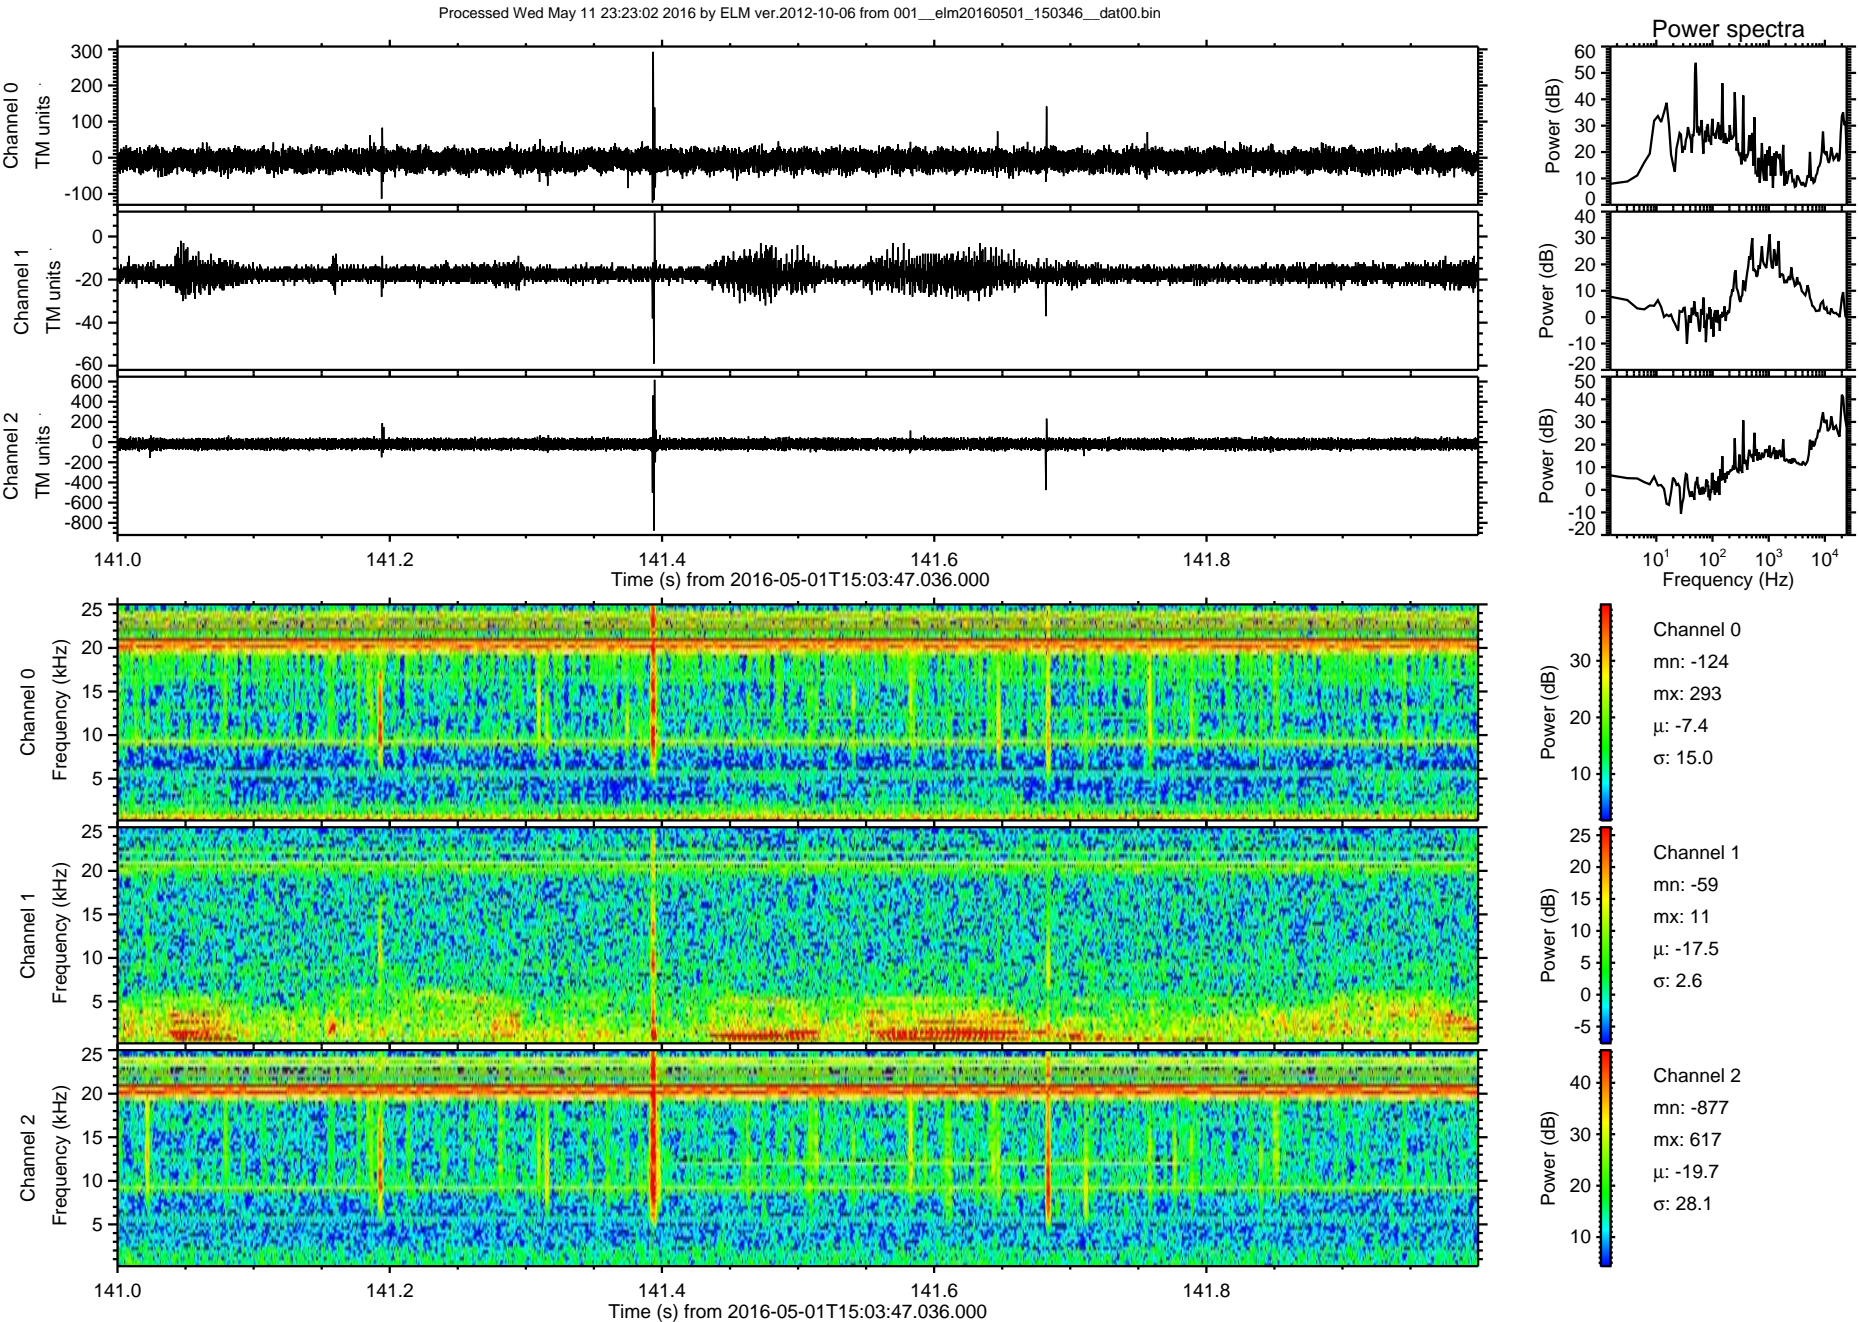 Processed Wed May 11 23:23:02 2016 by ELM ver.2012-10-06 from 001__elm20160501_150346__dat00.bin
Power spectra
Channel 0
TM units
300
200
100
0
-100
Power (dB)
60
50
40
30
20
10
0
Channel 1
TM units
0
-20
-40
-60
Power (dB)
40
30
20
10
0
-10
-20
Channel 2
TM units
600
400
200
0
-200
-400
-600
-800
Power (dB)
50
40
30
20
10
0
-10
-20
141.0 141.2 141.4 141.6 141.8
Time (s) from 2016-05-01T15:03:47.036.000
10¹ 10² 10³ 10⁴
Frequency (Hz)
Channel 0
Frequency (kHz)
25
20
15
10
5
Power (dB)
30
20
10
Channel 0
mn: -124
mx: 293
μ: -7.4
σ: 15.0
Channel 1
Frequency (kHz)
25
20
15
10
5
Power (dB)
25
20
15
10
5
0
-5
Channel 1
mn: -59
mx: 11
μ: -17.5
σ: 2.6
Channel 2
Frequency (kHz)
25
20
15
10
5
Power (dB)
40
30
20
10
Channel 2
mn: -877
mx: 617
μ: -19.7
σ: 28.1
141.0 141.2 141.4 141.6 141.8
Time (s) from 2016-05-01T15:03:47.036.000